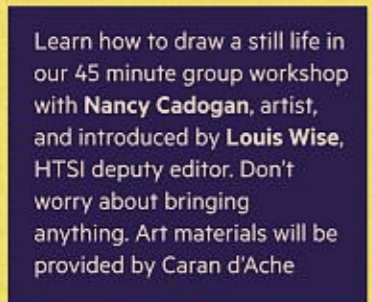 Learn how to draw a still life in
our 45 minute group workshop
with Nancy Cadogan, artist,
and introduced by Louis Wise,
HTSI deputy editor. Don't
worry about bringing
anything. Art materials will be
provided by Caran d'Ache